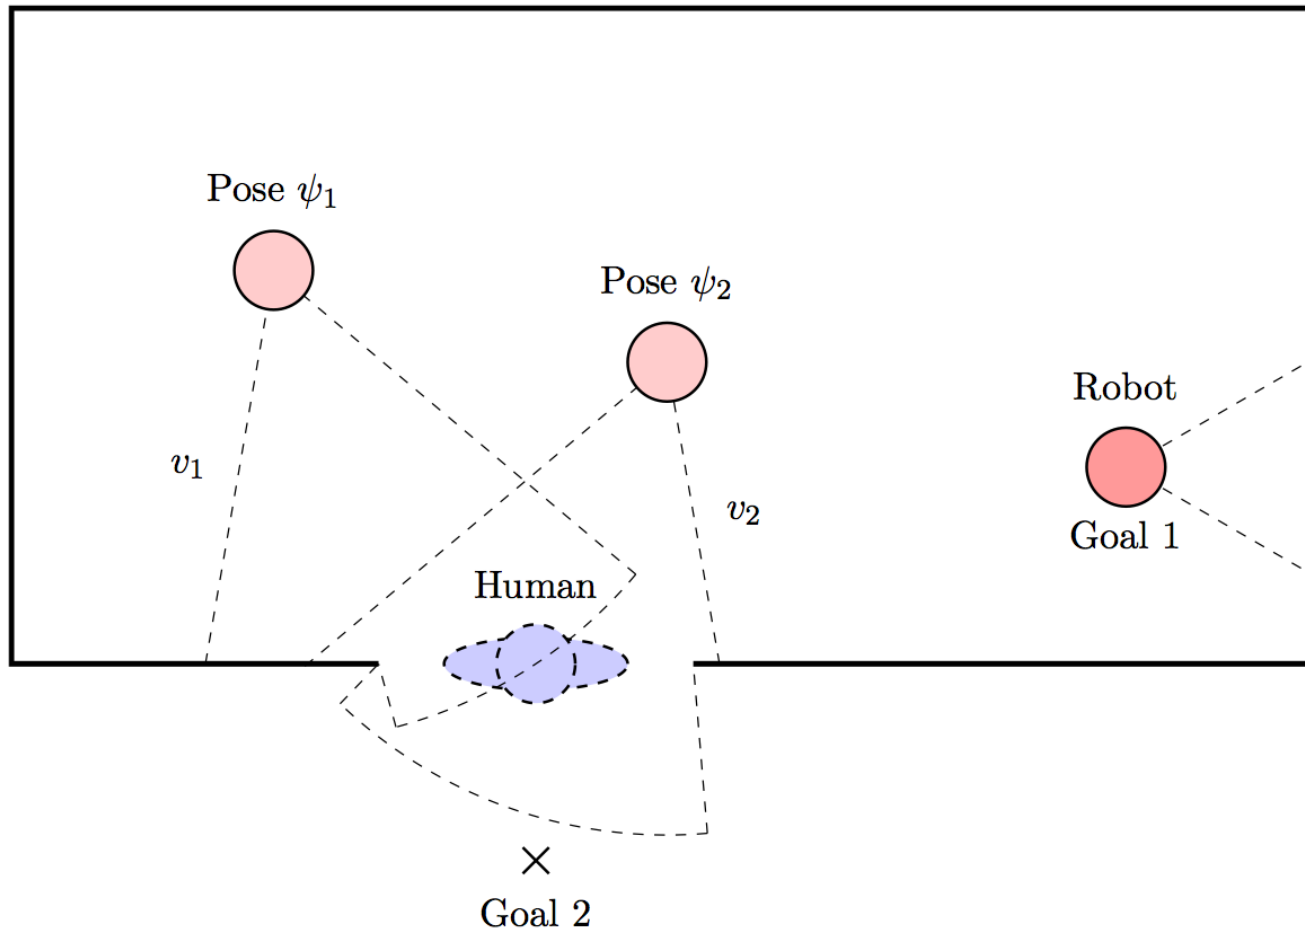 Pose ψ₁
Pose ψ₂
Robot
v₁
v₂
Goal 1
Human
Goal 2